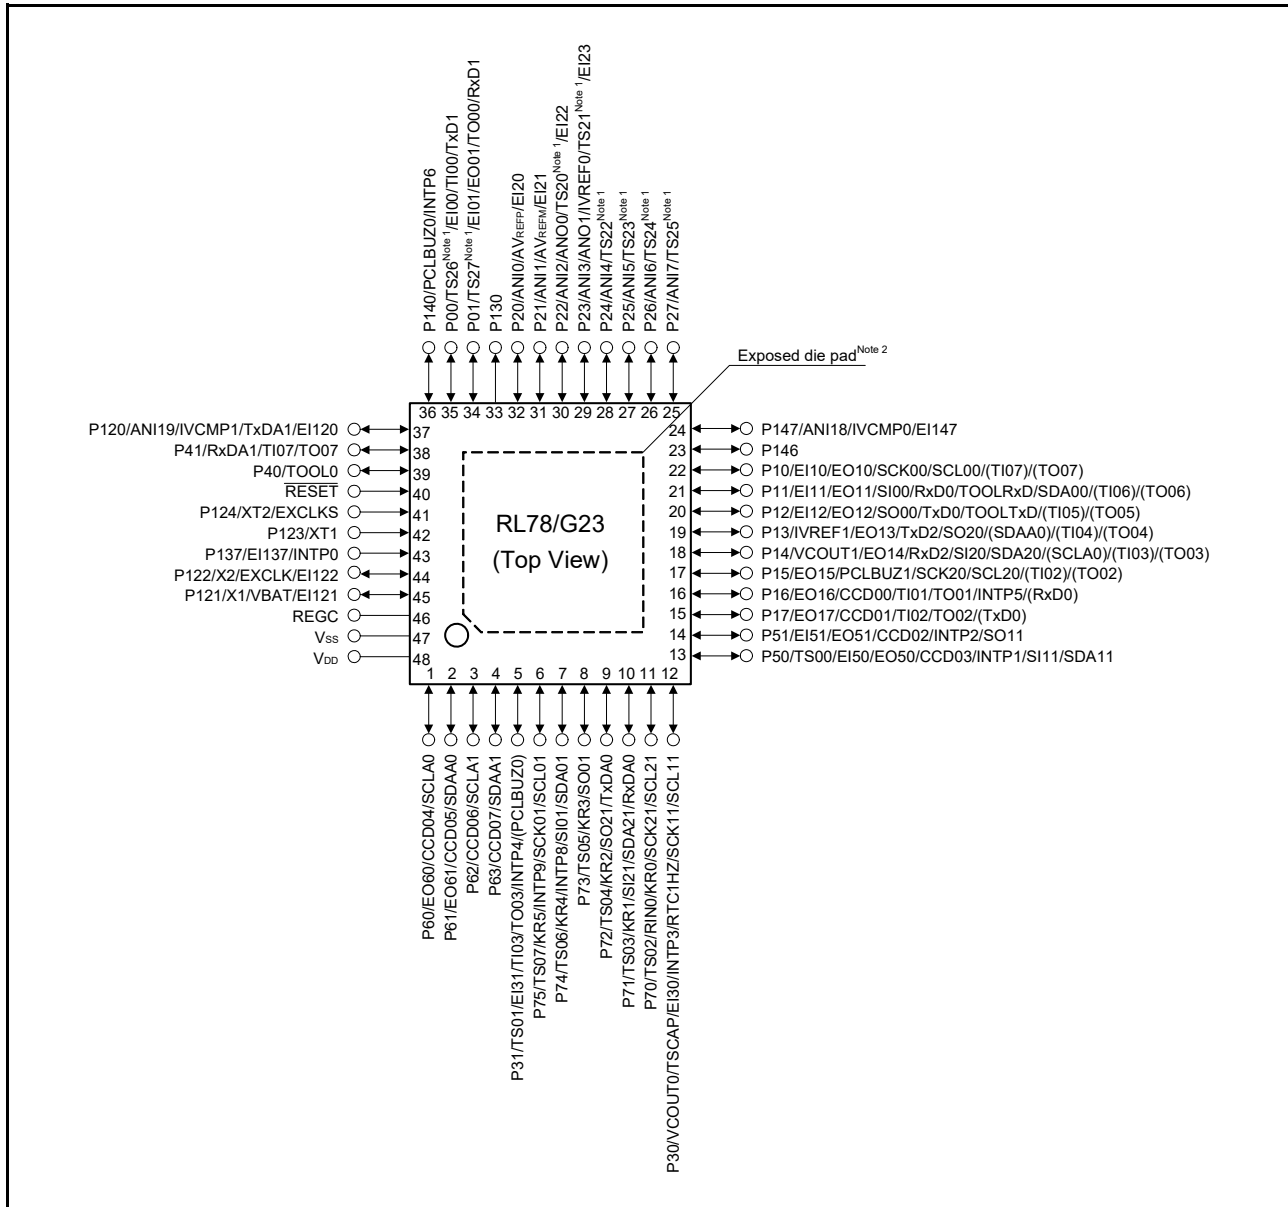 P140/PCLBUZ0/INTP6
P00/TS26Note 1/EI00/TI00/TxD1
P01/TS27Note 1/EI01/EO01/TO00/RxD1
P130
P20/ANI0/AVREFP/EI20
P21/ANI1/AVREFM/EI21
P22/ANI2/ANO0/TS20Note 1/EI22
P23/ANI3/ANO1/IVREF0/TS21Note 1/EI23
P24/ANI4/TS22Note 1
P25/ANI5/TS23Note 1
P26/ANI6/TS24Note 1
P27/ANI7/TS25Note 1
Exposed die padNote 2
36 35 34 33 32 31 30 29 28 27 26 25
P120/ANI19/IVCMP1/TxDA1/EI120 37
P41/RxDA1/TI07/TO07 38
P40/TOOL0 39
RESET 40
P124/XT2/EXCLKS 41
P123/XT1 42
P137/EI137/INTP0 43
P122/X2/EXCLK/EI122 44
P121/X1/VBAT/EI121 45
REGC 46
VSS 47
VDD 48
RL78/G23
(Top View)
24 P147/ANI18/IVCMP0/EI147
23 P146
22 P10/EI10/EO10/SCK00/SCL00/(TI07)/(TO07)
21 P11/EI11/EO11/SI00/RxD0/TOOLRxD/SDA00/(TI06)/(TO06)
20 P12/EI12/EO12/SO00/TxD0/TOOLTxD/(TI05)/(TO05)
19 P13/IVREF1/EO13/TxD2/SO20/(SDAA0)/(TI04)/(TO04)
18 P14/VCOUT1/EO14/RxD2/SI20/SDA20/(SCLA0)/(TI03)/(TO03)
17 P15/EO15/PCLBUZ1/SCK20/SCL20/(TI02)/(TO02)
16 P16/EO16/CCD00/TI01/TO01/INTP5/(RxD0)
15 P17/EO17/CCD01/TI02/TO02/(TxD0)
14 P51/EI51/EO51/CCD02/INTP2/SO11
13 P50/TS00/EI50/EO50/CCD03/INTP1/SI11/SDA11
1 2 3 4 5 6 7 8 9 10 11 12
P60/EO60/CCD04/SCLA0
P61/EO61/CCD05/SDAA0
P62/CCD06/SCLA1
P63/CCD07/SDAA1
P31/TS01/EI31/TI03/TO03/INTP4/(PCLBUZ0)
P75/TS07/KR5/INTP9/SCK01/SCL01
P74/TS06/KR4/INTP8/SI01/SDA01
P73/TS05/KR3/SO01
P72/TS04/KR2/SO21/TxDA0
P71/TS03/KR1/SI21/SDA21/RxDA0
P70/TS02/RIN0/KR0/SCK21/SCL21
P30/VCOUT0/TSCAP/EI30/INTP3/RTC1HZ/SCK11/SCL11